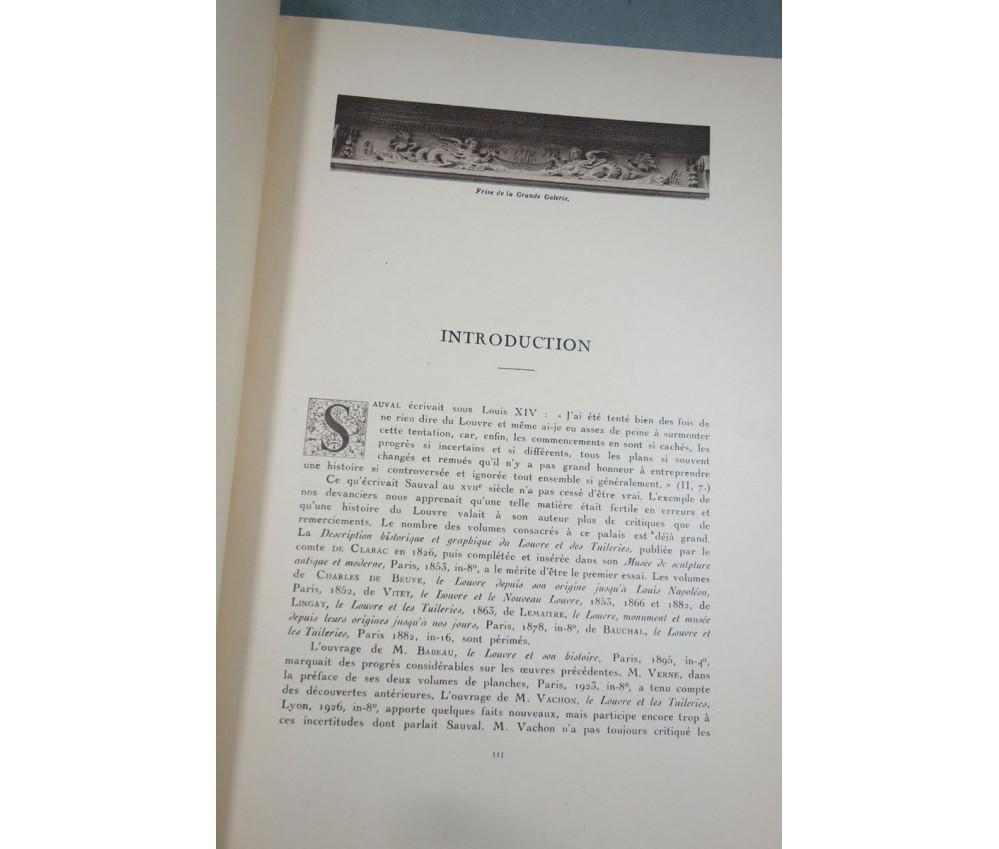 Frise de la Grande Galerie.
INTRODUCTION
SAUVAL écrivait sous Louis XIV : « J'ai été tenté bien des fois de
ne rien dire du Louvre et même ai-je eu assez de peine à surmonter
cette tentation, car, enfin, les commencements en sont si cachés, les
progrès si incertains et si différents, tous les plans si souvent
changés et remués qu'il n'y a pas grand honneur à entreprendre
une histoire si controversée et ignorée tout ensemble si généralement. » (II, 7.)
Ce qu'écrivait Sauval au XVIIe siècle n'a pas cessé d'être vrai. L'exemple de
nos devanciers nous apprenait qu'une telle matière était fertile en erreurs et
qu'une histoire du Louvre valait à son auteur plus de critiques que de
remerciements. Le nombre des volumes consacrés à ce palais est déjà grand.
La Description historique et graphique du Louvre et des Tuileries, publiée par le
comte DE CLARAC en 1826, puis complétée et insérée dans son Musée de sculpture
antique et moderne, Paris, 1853, in-8º, a le mérite d'être le premier essai. Les volumes
de CHARLES DE BEUVE, le Louvre depuis son origine jusqu'à Louis Napoléon,
Paris, 1852, de VITET, le Louvre et le Nouveau Louvre, 1853, 1866 et 1882, de
LINGAY, le Louvre et les Tuileries, 1863, de LEMAITRE, le Louvre, monument et musée
depuis leurs origines jusqu'à nos jours, Paris, 1878, in-8º, de BAUCHAL, le Louvre et
les Tuileries, Paris 1882, in-16, sont périmés.
L'ouvrage de M. BABEAU, le Louvre et son histoire, Paris, 1895, in-4º,
marquait des progrès considérables sur les œuvres précédentes. M. VERNE, dans
la préface de ses deux volumes de planches, Paris, 1923, in-8º, a tenu compte
des découvertes antérieures. L'ouvrage de M. VACHON, le Louvre et les Tuileries,
Lyon, 1926, in-8º, apporte quelques faits nouveaux, mais participe encore trop à
ces incertitudes dont parlait Sauval. M. Vachon n'a pas toujours critiqué les
III